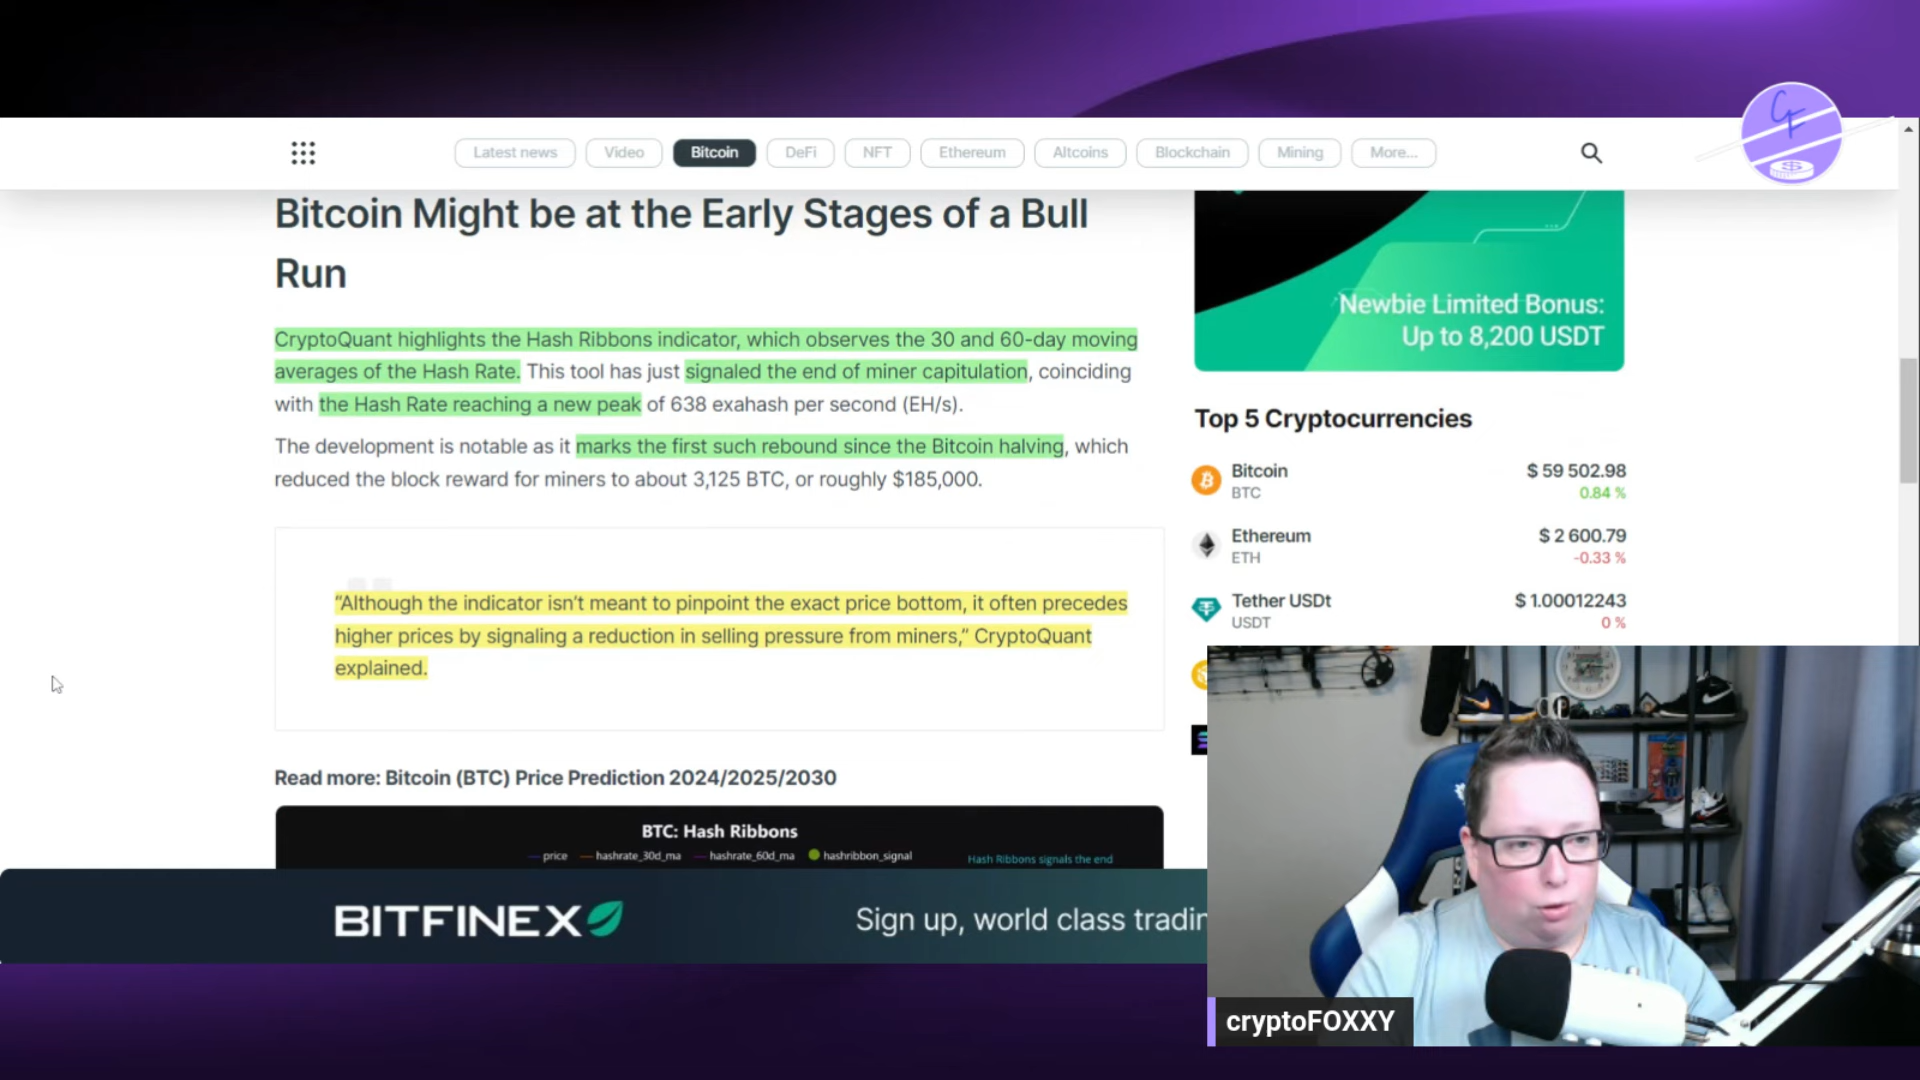 Latest news
Video
Bitcoin
DeFi
NFT
Ethereum
Altcoins
Blockchain
Mining
More...
CF
$
Bitcoin Might be at the Early Stages of a Bull
Run
CryptoQuant highlights the Hash Ribbons indicator, which observes the 30 and 60-day moving
averages of the Hash Rate. This tool has just signaled the end of miner capitulation, coinciding
with the Hash Rate reaching a new peak of 638 exahash per second (EH/s).
The development is notable as it marks the first such rebound since the Bitcoin halving, which
reduced the block reward for miners to about 3,125 BTC, or roughly $185,000.
“Although the indicator isn’t meant to pinpoint the exact price bottom, it often precedes
higher prices by signaling a reduction in selling pressure from miners,” CryptoQuant
explained.
Read more: Bitcoin (BTC) Price Prediction 2024/2025/2030
BTC: Hash Ribbons
price hashrate_30d_ma hashrate_60d_ma hashribbon_signal
Hash Ribbons signals the end
Newbie Limited Bonus:
Up to 8,200 USDT
Top 5 Cryptocurrencies
Bitcoin $ 59 502.98
BTC 0.84 %
Ethereum $ 2 600.79
ETH -0.33 %
Tether USDt $ 1.00012243
USDT 0 %
BITFINEX
Sign up, world class tradin
cryptoFOXXY